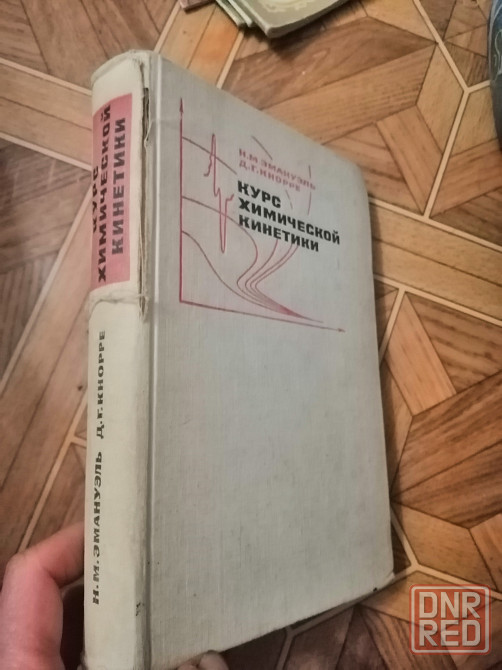 КУРС
ХИМИЧЕСКОЙ
КИНЕТИКИ
Н.М.ЭМАНУЭЛЬ Д.Г.КНОРРЕ
Н.М.ЭМАНУЭЛЬ
Д.Г.КНОРРЕ
КУРС
ХИМИЧЕСКОЙ
КИНЕТИКИ
DNR
RED